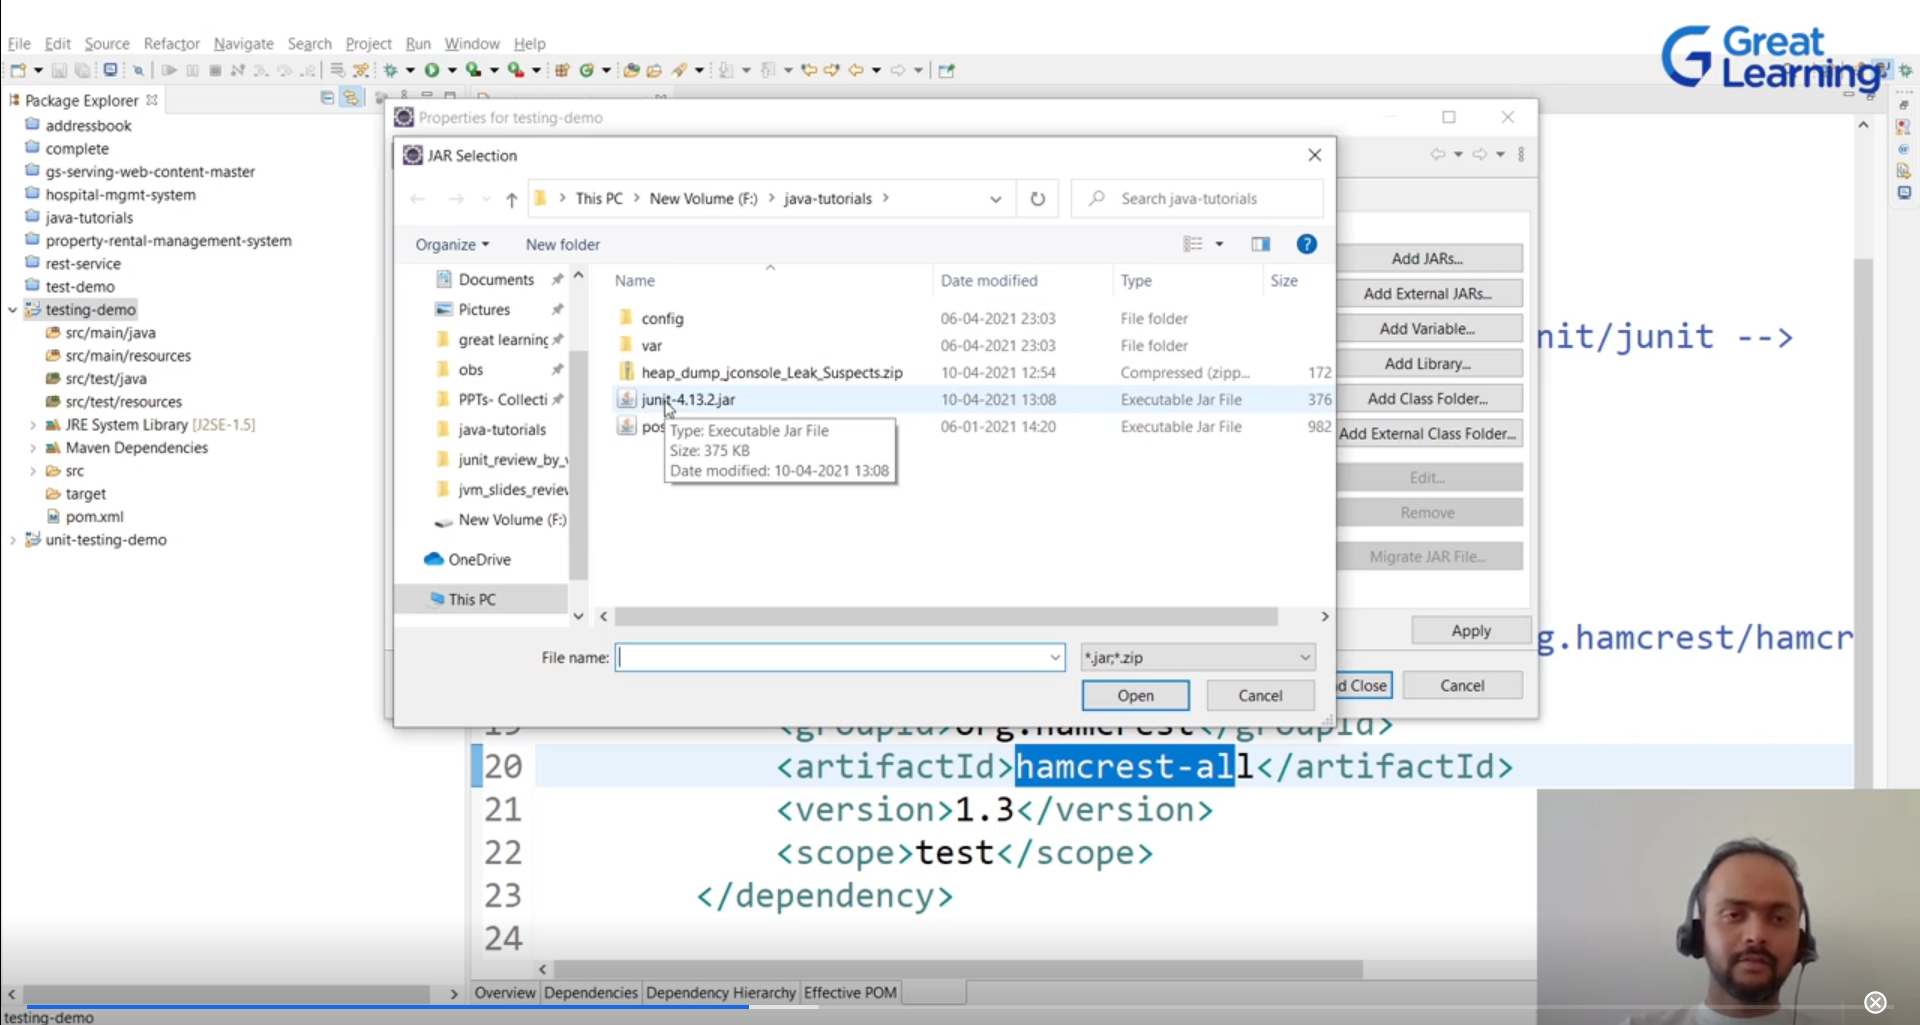 Great
Learning
File Edit Source Refactor Navigate Search Project Run Window Help
Package Explorer
addressbook
complete
gs-serving-web-content-master
hospital-mgmt-system
java-tutorials
property-rental-management-system
rest-service
test-demo
testing-demo
src/main/java
src/main/resources
src/test/java
src/test/resources
JRE System Library [J2SE-1.5]
Maven Dependencies
src
target
pom.xml
unit-testing-demo
Properties for testing-demo
JAR Selection
This PC > New Volume (F:) > java-tutorials >
Search java-tutorials
Organize New folder
Documents
Pictures
great learning
obs
PPTs- Collecti
java-tutorials
junit_review_by_
jvm_slides_review
New Volume (F:)
OneDrive
This PC
Name Date modified Type Size
config 06-04-2021 23:03 File folder
var 06-04-2021 23:03 File folder
heap_dump_jconsole_Leak_Suspects.zip 10-04-2021 12:54 Compressed (zipp... 172
junit-4.13.2.jar 10-04-2021 13:08 Executable Jar File 376
pos 06-01-2021 14:20 Executable Jar File 982
Type: Executable Jar File
Size: 375 KB
Date modified: 10-04-2021 13:08
File name: *.jar;*.zip
Open Cancel
Add JARs...
Add External JARs...
Add Variable...
Add Library...
Add Class Folder...
Add External Class Folder...
Edit...
Remove
Migrate JAR File...
Apply
d Close Cancel
nit/junit -->
g.hamcrest/hamcr
19 <groupId>org.hamcrest</groupId>
20 <artifactId>hamcrest-all</artifactId>
21 <version>1.3</version>
22 <scope>test</scope>
23 </dependency>
24
Overview Dependencies Dependency Hierarchy Effective POM
testing-demo